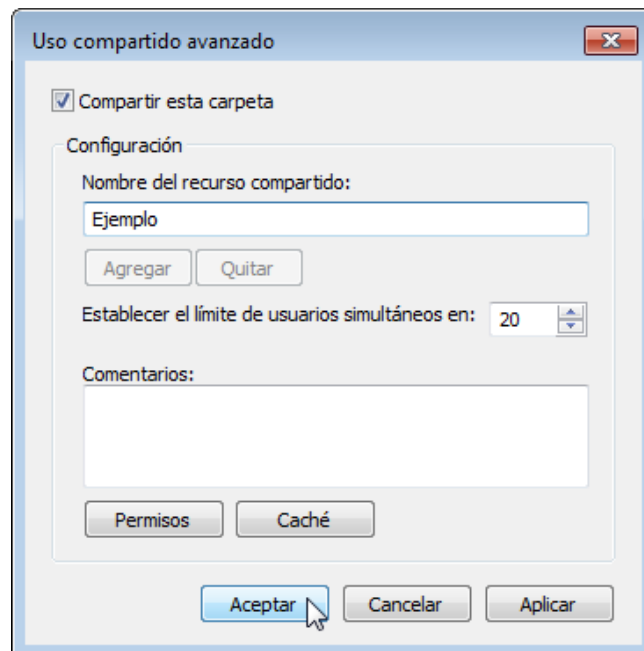 Uso compartido avanzado
Compartir esta carpeta
Configuración
Nombre del recurso compartido:
Ejemplo
Agregar Quitar
Establecer el límite de usuarios simultáneos en: 20
Comentarios:
Permisos Caché
Aceptar Cancelar Aplicar